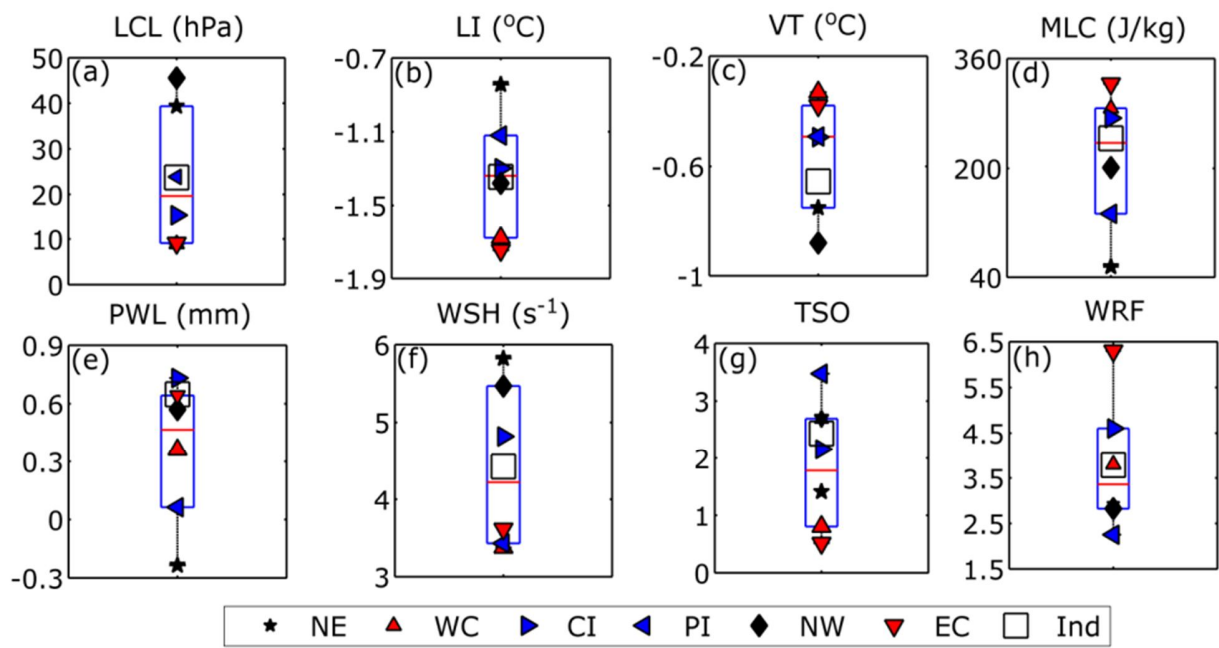 LCL (hPa) LI (°C) VT (°C) MLC (J/kg)
(a) (b) (c) (d)
50 40 30 20 10 0
-0.7 -1.1 -1.5 -1.9
-0.2 -0.6 -1
360 200 40
PWL (mm) WSH (s⁻¹) TSO WRF
(e) (f) (g) (h)
0.9 0.6 0.3 0 -0.3
6 5 4 3
4 3 2 1 0
6.5 5.5 4.5 3.5 2.5 1.5
NE WC CI PI NW EC Ind